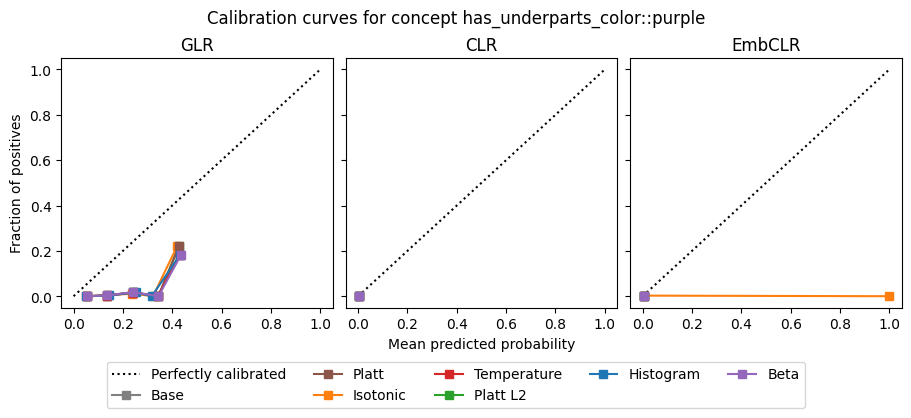 Calibration curves for concept has_underparts_color::purple
GLR
CLR
EmbCLR
Fraction of positives
1.0
0.8
0.6
0.4
0.2
0.0
0.0 0.2 0.4 0.6 0.8 1.0
0.0 0.2 0.4 0.6 0.8 1.0
0.0 0.2 0.4 0.6 0.8 1.0
Mean predicted probability
Perfectly calibrated Platt Temperature Histogram Beta
Base Isotonic Platt L2